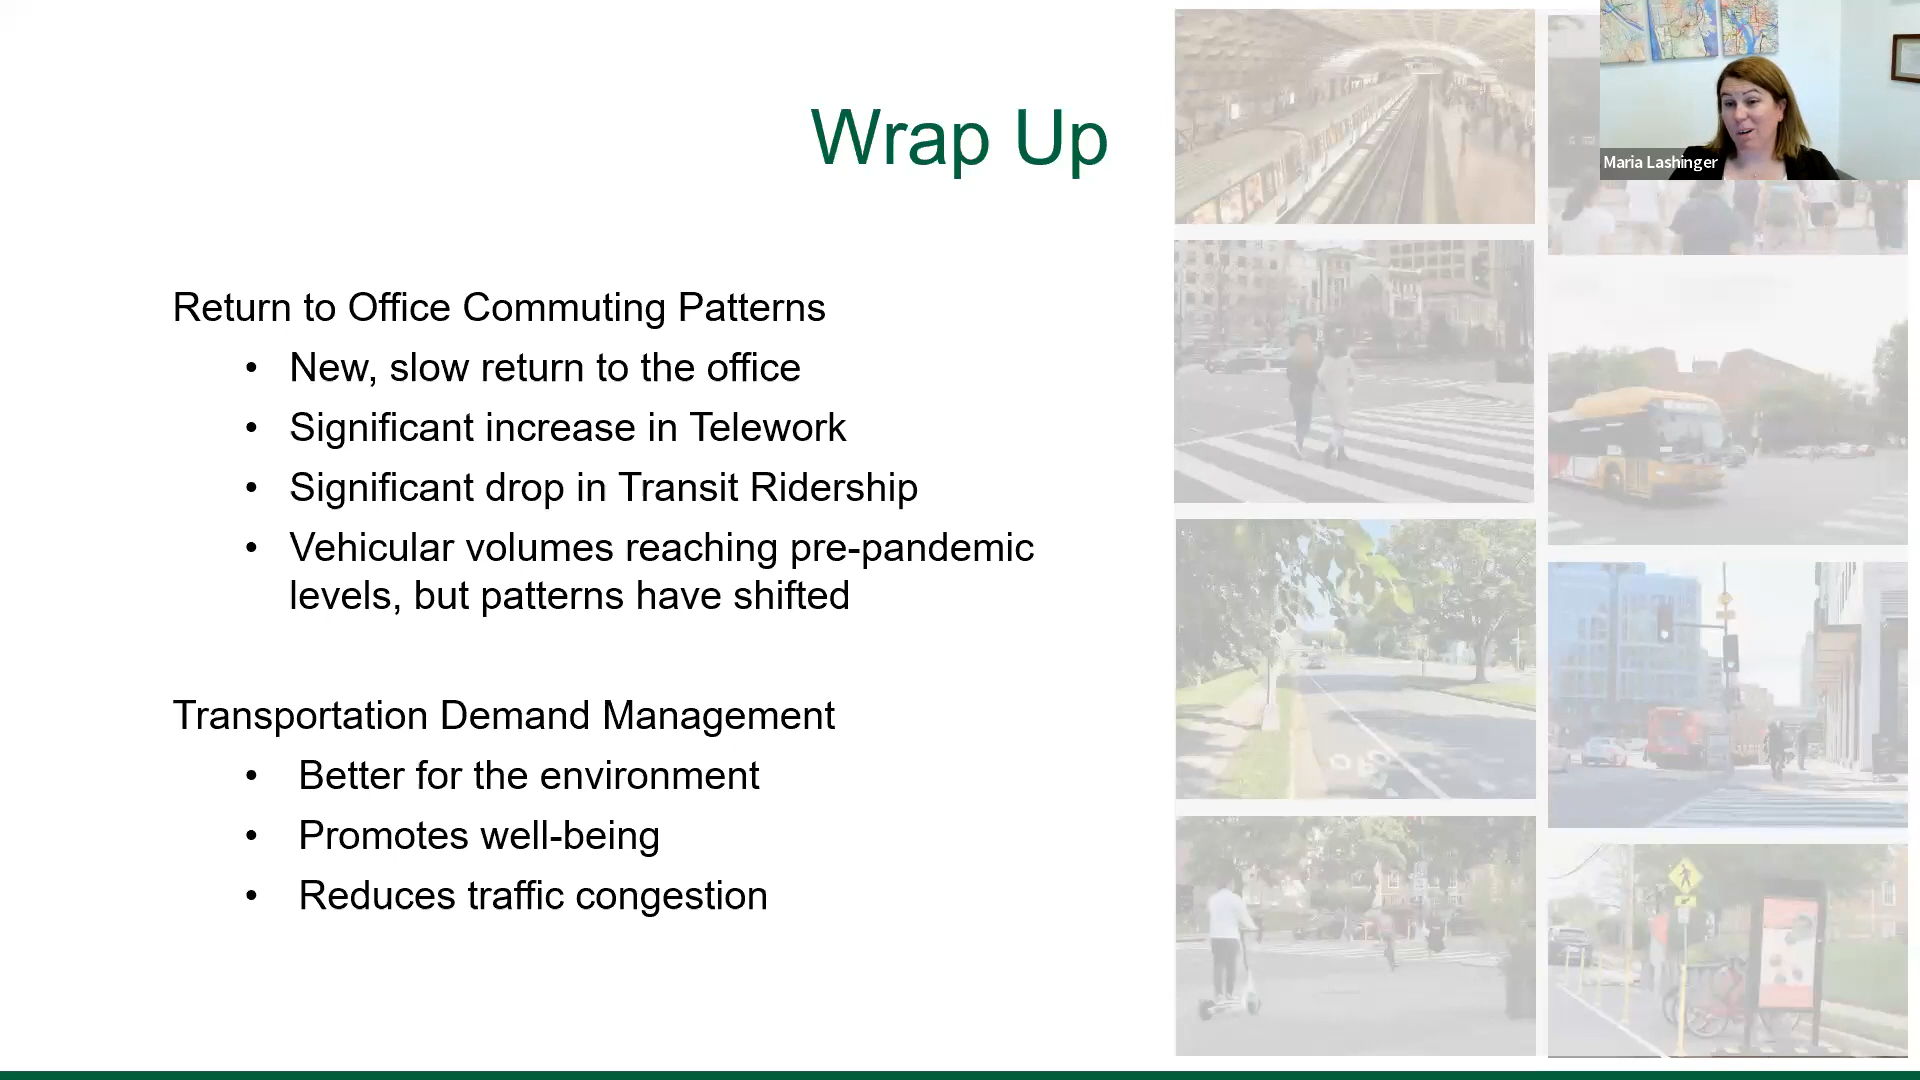 Wrap Up
Maria Lashinger
Return to Office Commuting Patterns
• New, slow return to the office
• Significant increase in Telework
• Significant drop in Transit Ridership
• Vehicular volumes reaching pre-pandemic
levels, but patterns have shifted
Transportation Demand Management
• Better for the environment
• Promotes well-being
• Reduces traffic congestion